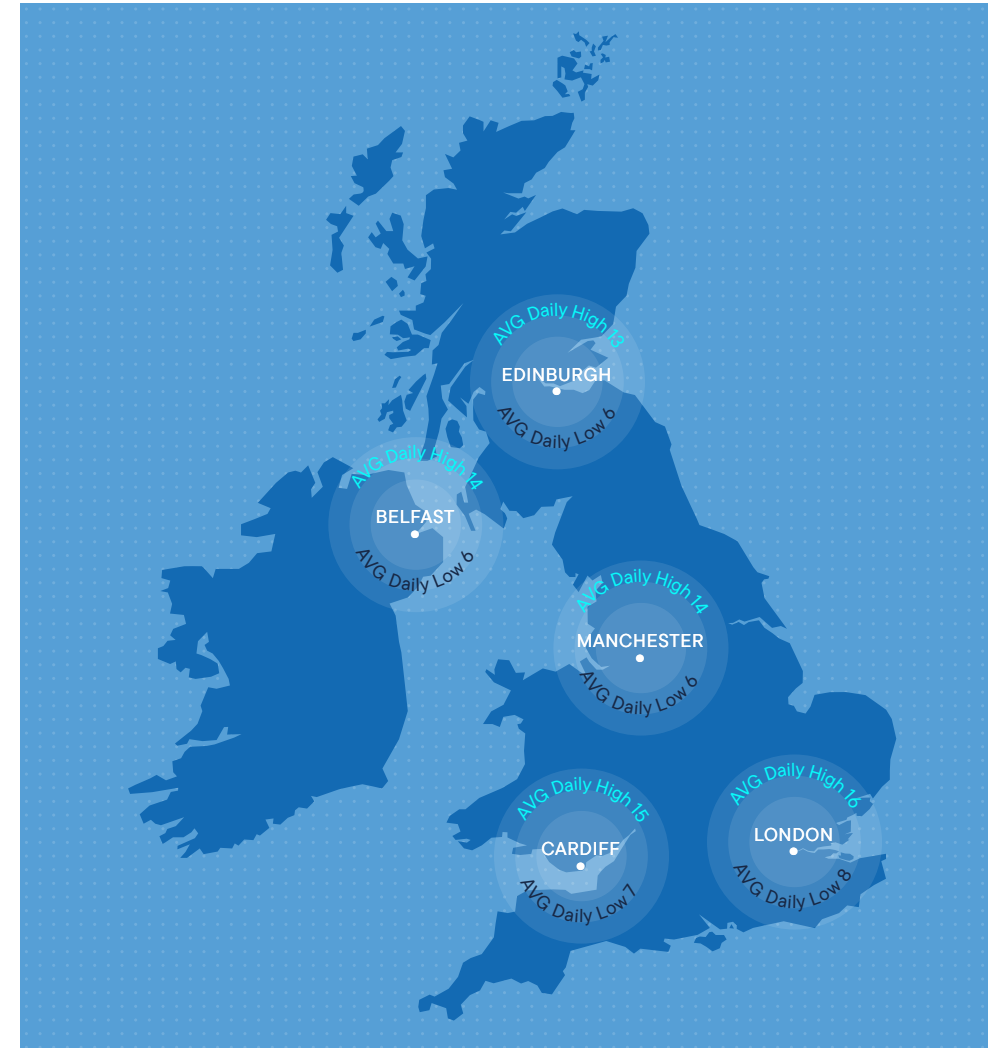 AVG Daily High 13
EDINBURGH
AVG Daily Low 6
AVG Daily High 14
BELFAST
AVG Daily Low 6
AVG Daily High 14
MANCHESTER
AVG Daily Low 6
AVG Daily High 15
CARDIFF
AVG Daily Low 7
AVG Daily High 16
LONDON
AVG Daily Low 8